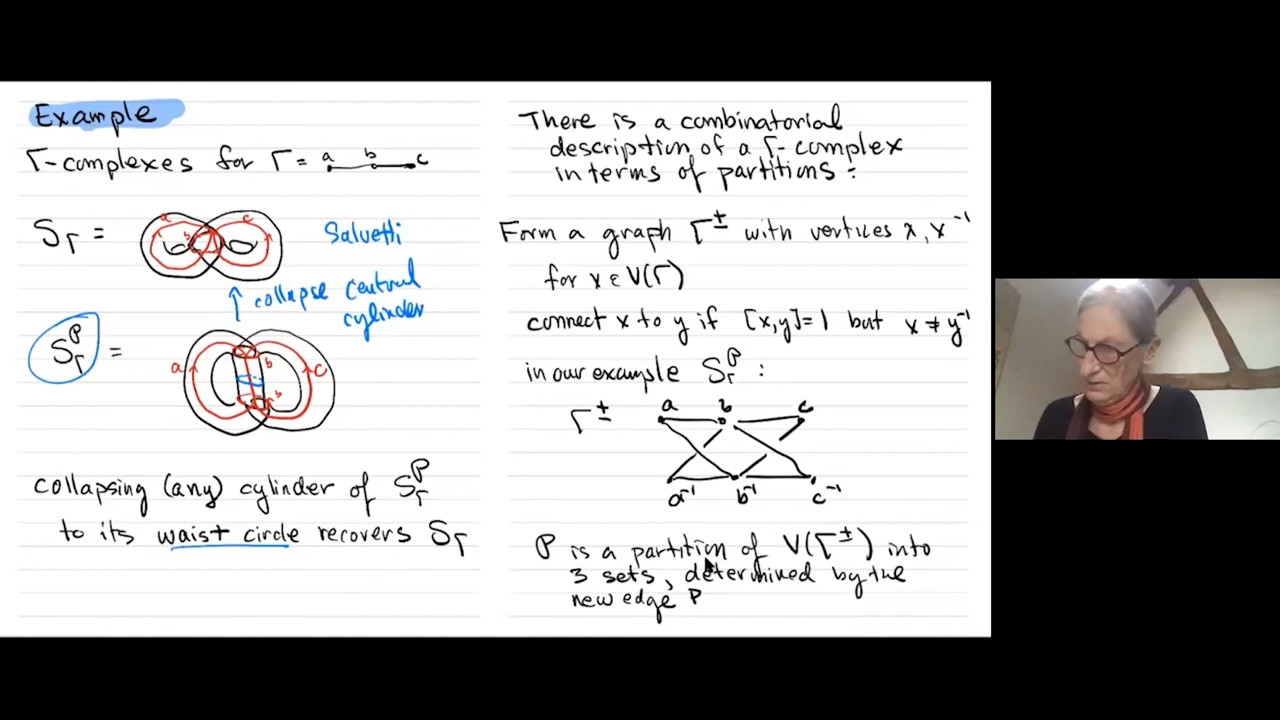 Example
Γ-complexes for Γ = a b c
S_Γ =
a
b
c
Salvetti
↑ collapse central
cylinder
S_Γ^P =
a
b
b
c
collapsing (any) cylinder of S_Γ^P
to its waist circle recovers S_Γ
There is a combinatorial
description of a Γ-complex
in terms of partitions:
Form a graph Γ^± with vertices x, x^-1
for x ∈ V(Γ)
connect x to y if [x,y]=1 but x ≠ y^-1
in our example S_Γ^P :
Γ^±
a b c
a^-1 b^-1 c^-1
P is a partition of V(Γ^±) into
3 sets, determined by the
new edge P